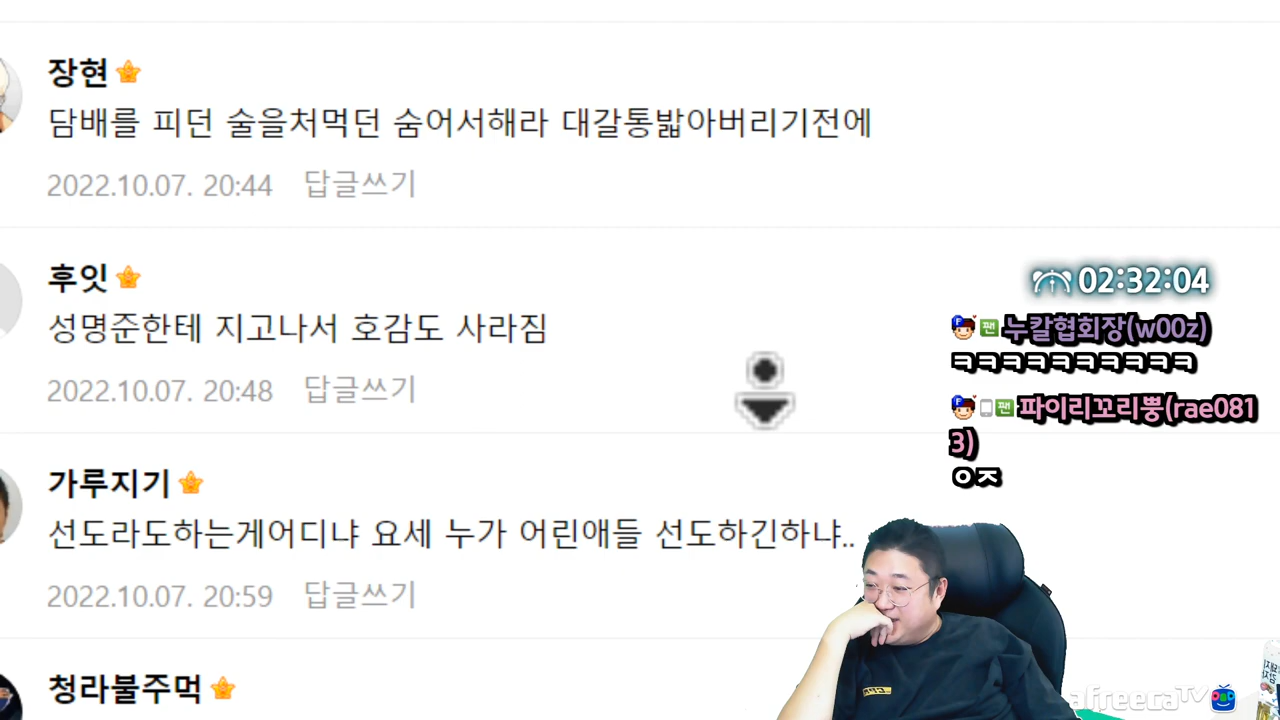 장현
담배를 피던 술을처먹던 숨어서해라 대갈통밟아버리기전에
2022.10.07. 20:44 답글쓰기
후잇
성명준한테 지고나서 호감도 사라짐
2022.10.07. 20:48 답글쓰기
가루지기
선도라도하는게어디냐 요세 누가 어린애들 선도하긴하냐..
2022.10.07. 20:59 답글쓰기
청라불주먹
02:32:04
팬 누칼협회장(w00z)
ㅋㅋㅋㅋㅋㅋㅋㅋㅋㅋ
팬 파이리꼬리뿡(rae081
3)
ㅇㅈ
afreecaTV